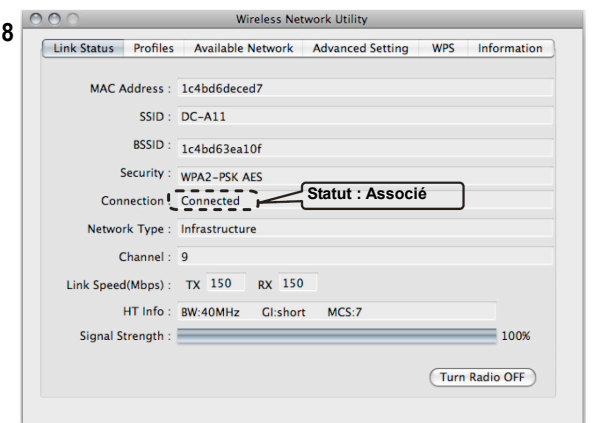 8
Wireless Network Utility
Link Status Profiles Available Network Advanced Setting WPS Information
MAC Address : 1c4bd6deced7
SSID : DC-A11
BSSID : 1c4bd63ea10f
Security : WPA2-PSK AES
Connection : Connected
Statut : Associé
Network Type : Infrastructure
Channel : 9
Link Speed(Mbps) : TX 150 RX 150
HT Info : BW:40MHz GI:short MCS:7
Signal Strength : 100%
Turn Radio OFF